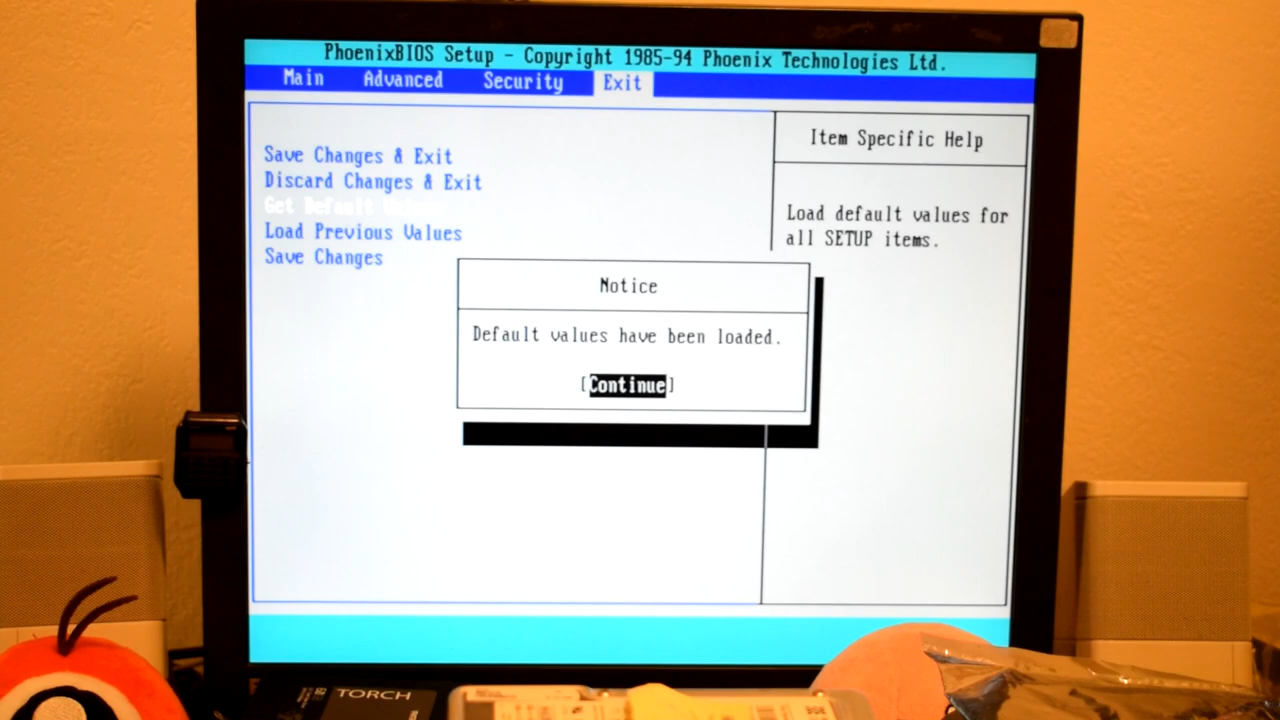 PhoenixBIOS Setup - Copyright 1985-94 Phoenix Technologies Ltd.
Main Advanced Security Exit
Item Specific Help
Save Changes & Exit
Discard Changes & Exit
Get Default
Load Previous Values
Save Changes
Load default values for
all SETUP items.
Notice
Default values have been loaded.
[Continue]
TORCH